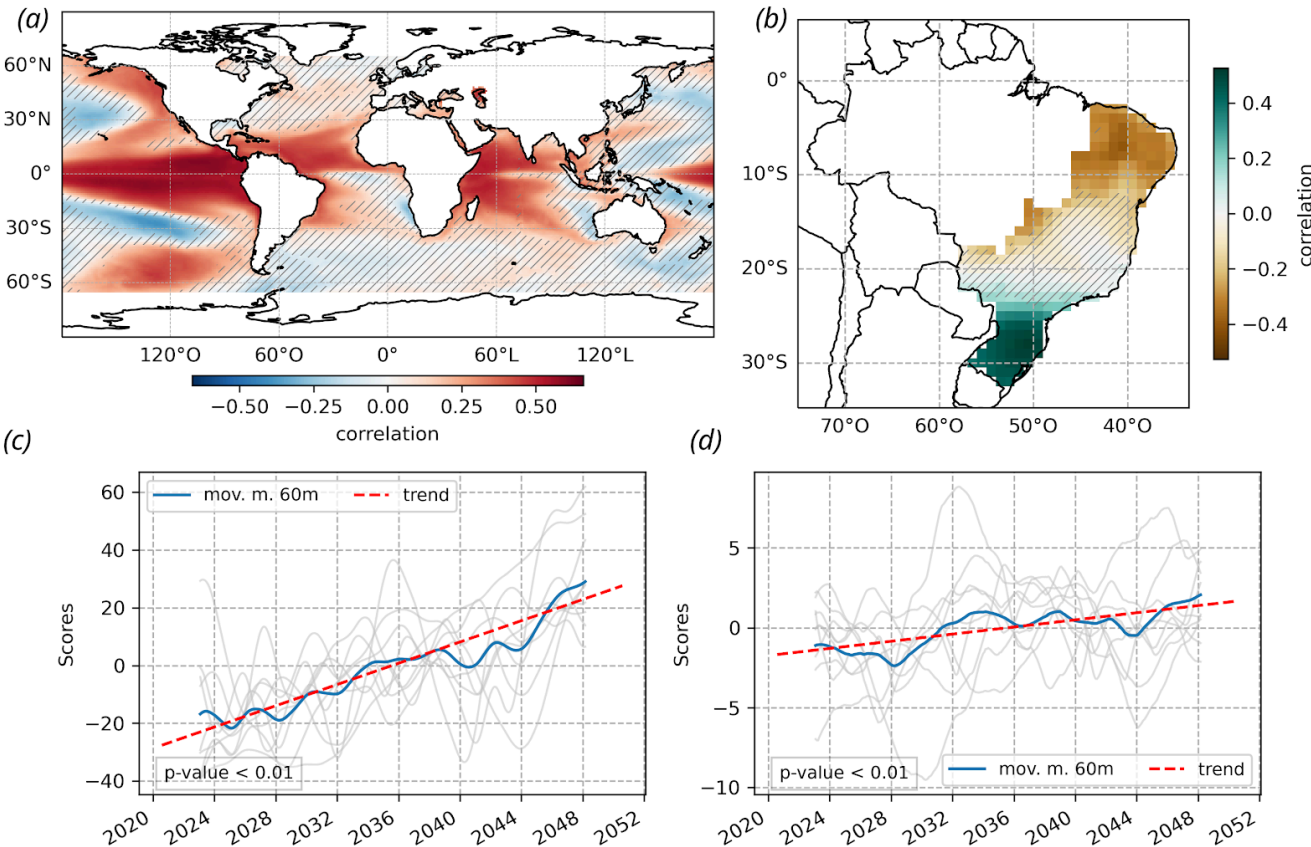 (a)
60°N
30°N
0°
30°S
60°S
120°O 60°O 0° 60°L 120°L
−0.50 −0.25 0.00 0.25 0.50
correlation
(b)
0°
10°S
20°S
30°S
70°O 60°O 50°O 40°O
0.4
0.2
0.0
−0.2
−0.4
correlation
(c)
mov. m. 60m trend
60
40
20
0
−20
−40
Scores
p-value < 0.01
2020 2024 2028 2032 2036 2040 2044 2048 2052
(d)
5
0
−5
−10
Scores
p-value < 0.01
mov. m. 60m trend
2020 2024 2028 2032 2036 2040 2044 2048 2052